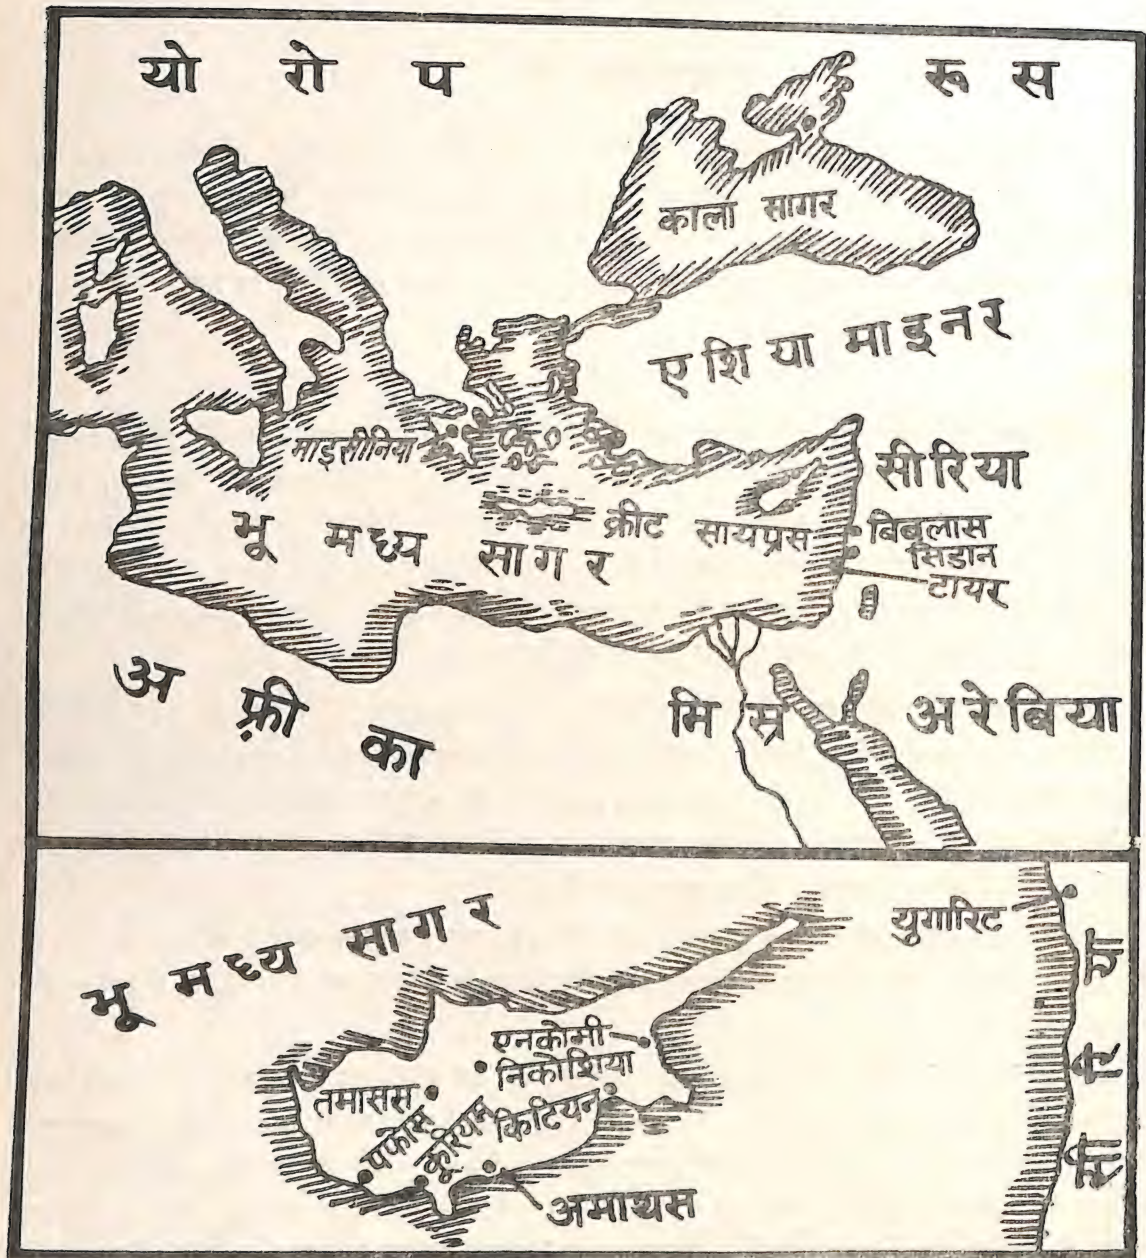 योरोप
रूस
काला सागर
एशिया माइनर
माइसीनिया
सीरिया
भूमध्य सागर
क्रीट
सायप्रस
बिबलास
सिडान
टायर
अफ़्रीका
मिस्र
अरेबिया
भूमध्य सागर
युगारिट
सीरिया
एनकोमी
निकोशिया
तमासस
पफोस
कूरियम
किटियन
अमाथस